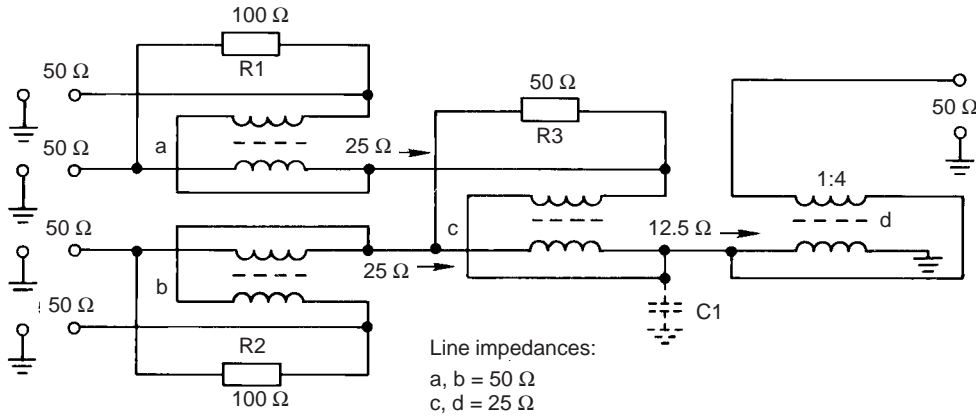 100 Ω
R1
50 Ω
50 Ω
a
25 Ω
50 Ω
R3
50 Ω
1:4
d
c
12.5 Ω
50 Ω
b
25 Ω
50 Ω
R2
100 Ω
C1
Line impedances:
a, b = 50 Ω
c, d = 25 Ω